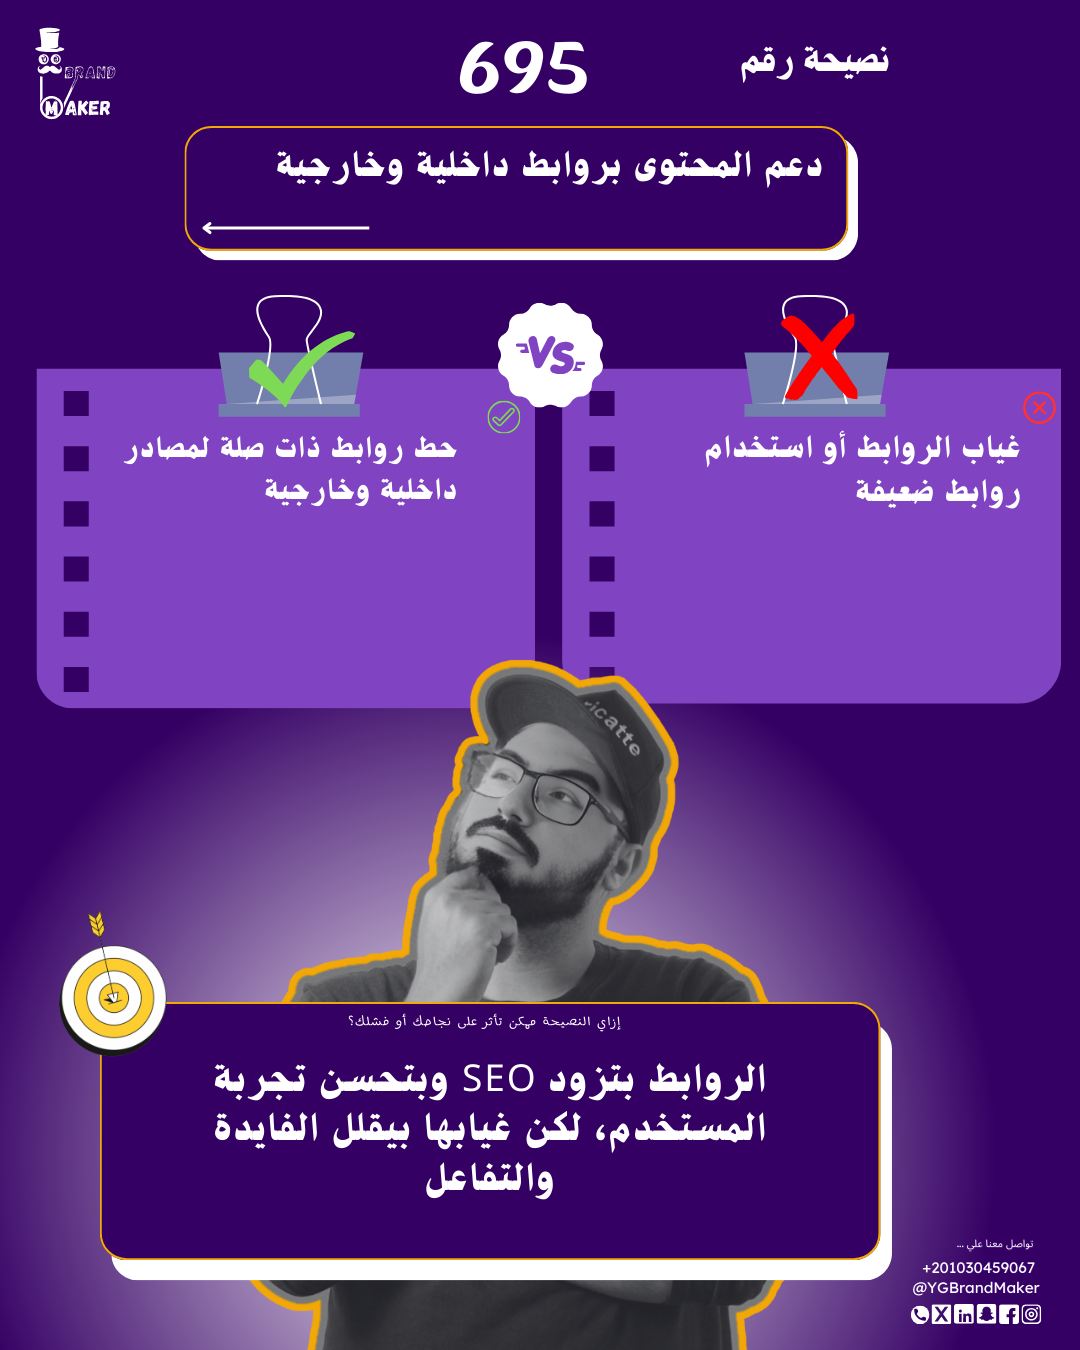 BRAND
MAKER
نصيحة رقم 695
دعم المحتوى بروابط داخلية وخارجية
VS
غياب الروابط أو استخدام
روابط ضعيفة
حط روابط ذات صلة لمصادر
داخلية وخارجية
icatte
إزاي النصيحة ممكن تأثر على نجاحك أو فشلك؟
الروابط بتزود SEO وبتحسن تجربة
المستخدم، لكن غيابها بيقلل الفايدة
والتفاعل
تواصل معنا علي ...
+201030459067
@YGBrandMaker